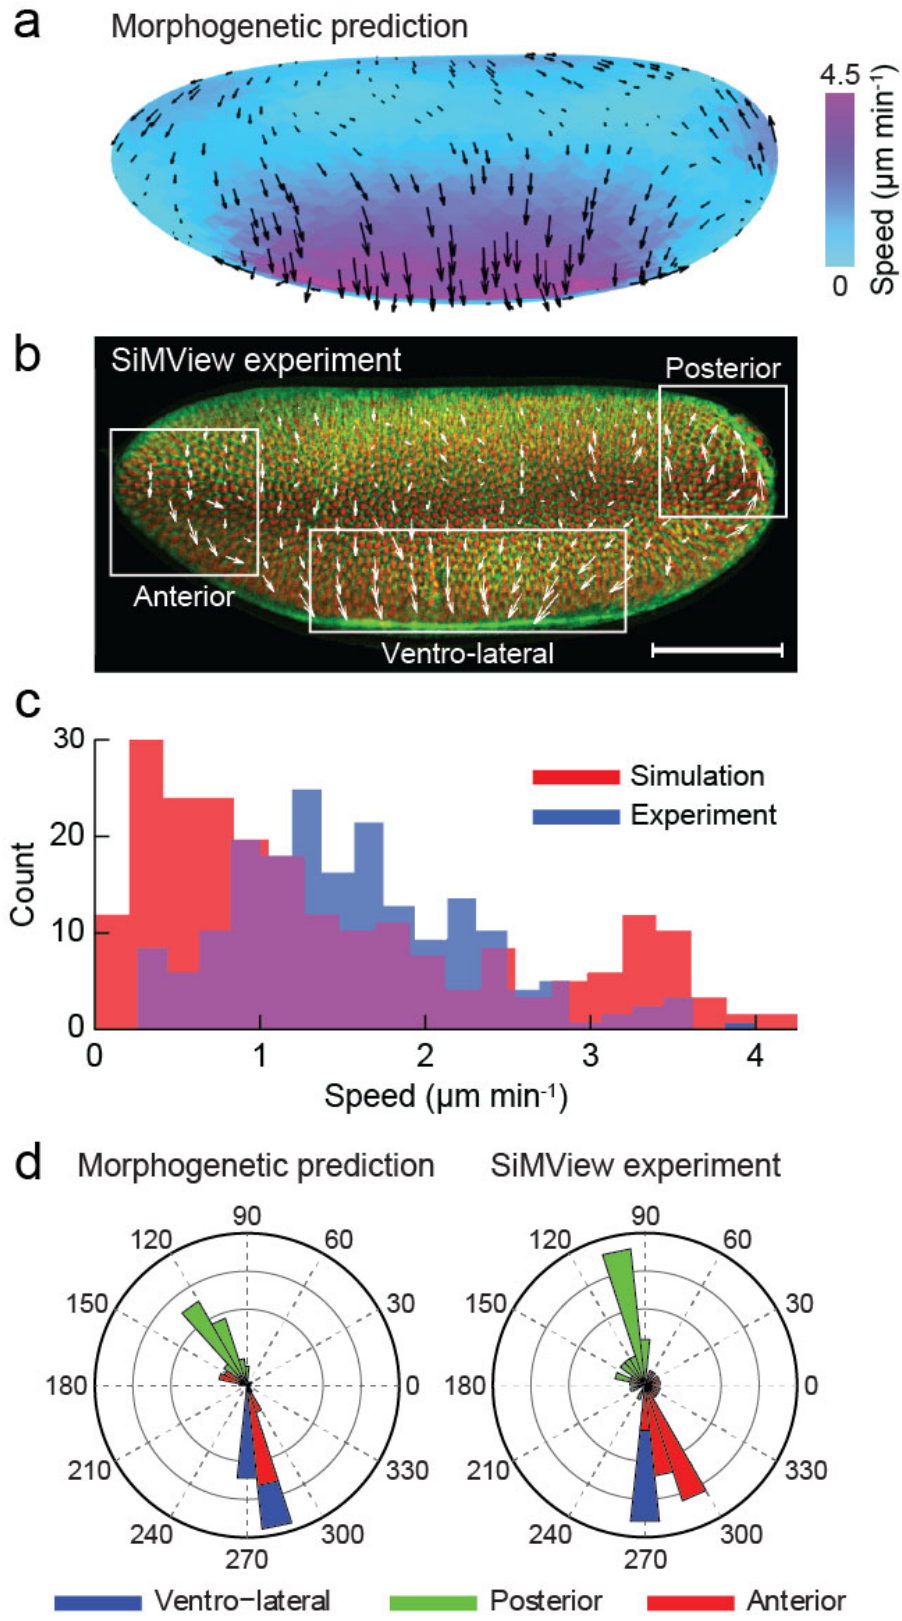 a
Morphogenetic prediction
4.5
Speed (µm min-1)
0
b
SiMView experiment
Posterior
Anterior
Ventro-lateral
c
30
20
10
0
Count
Simulation
Experiment
0 1 2 3 4
Speed (µm min-1)
d
Morphogenetic prediction
SiMView experiment
90
120 60
150 30
180 0
210 330
240 300
270
90
120 60
150 30
180 0
210 330
240 300
270
Ventro-lateral Posterior Anterior